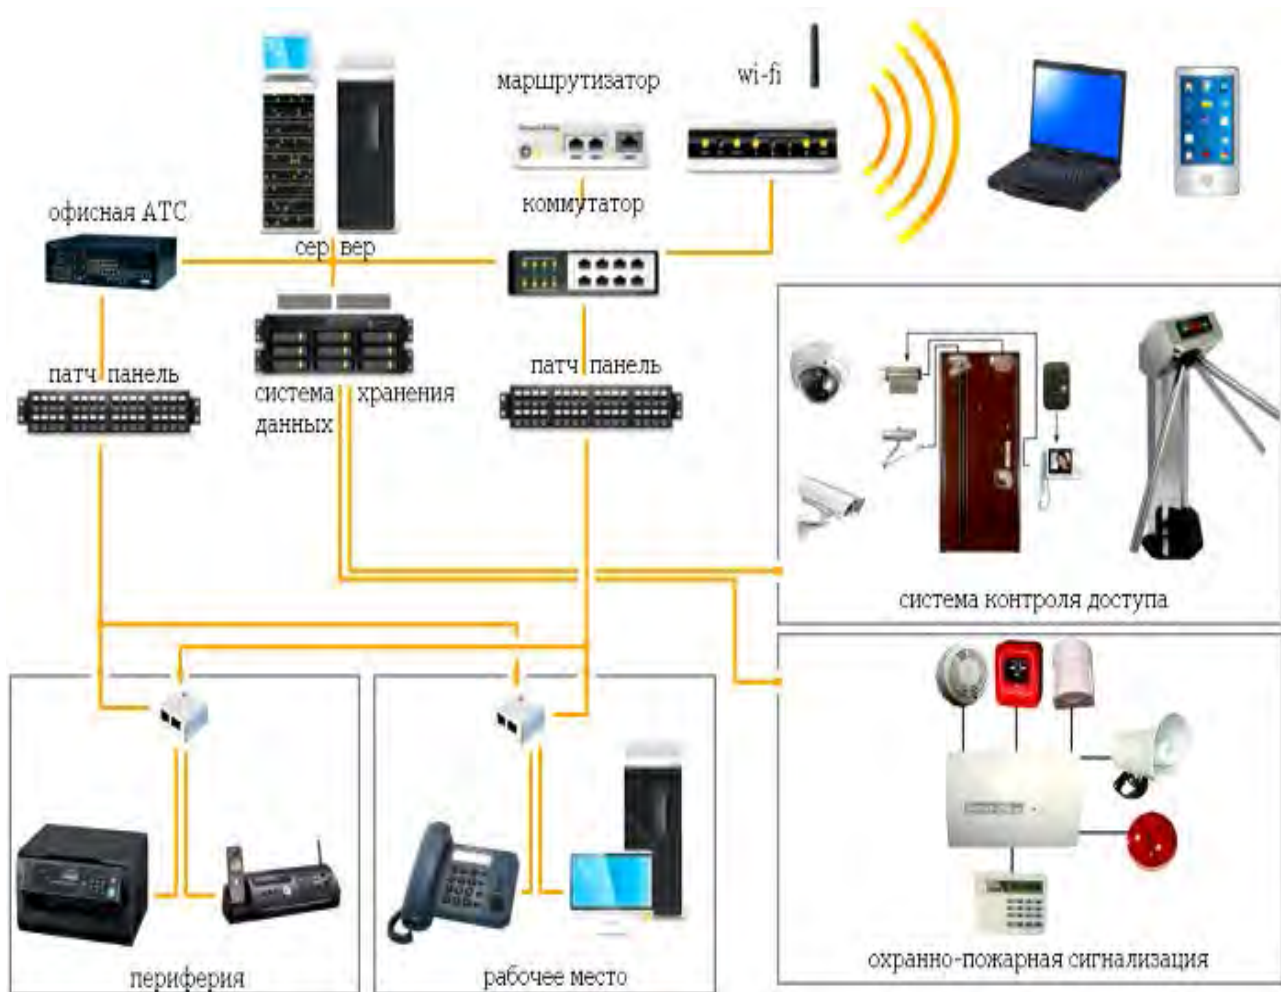 wi-fi
маршрутизатор
коммутатор
офисная АТС
сер вер
патч панель
система хранения
данных
патч панель
система контроля доступа
периферия
рабочее место
охранно-пожарная сигнализация